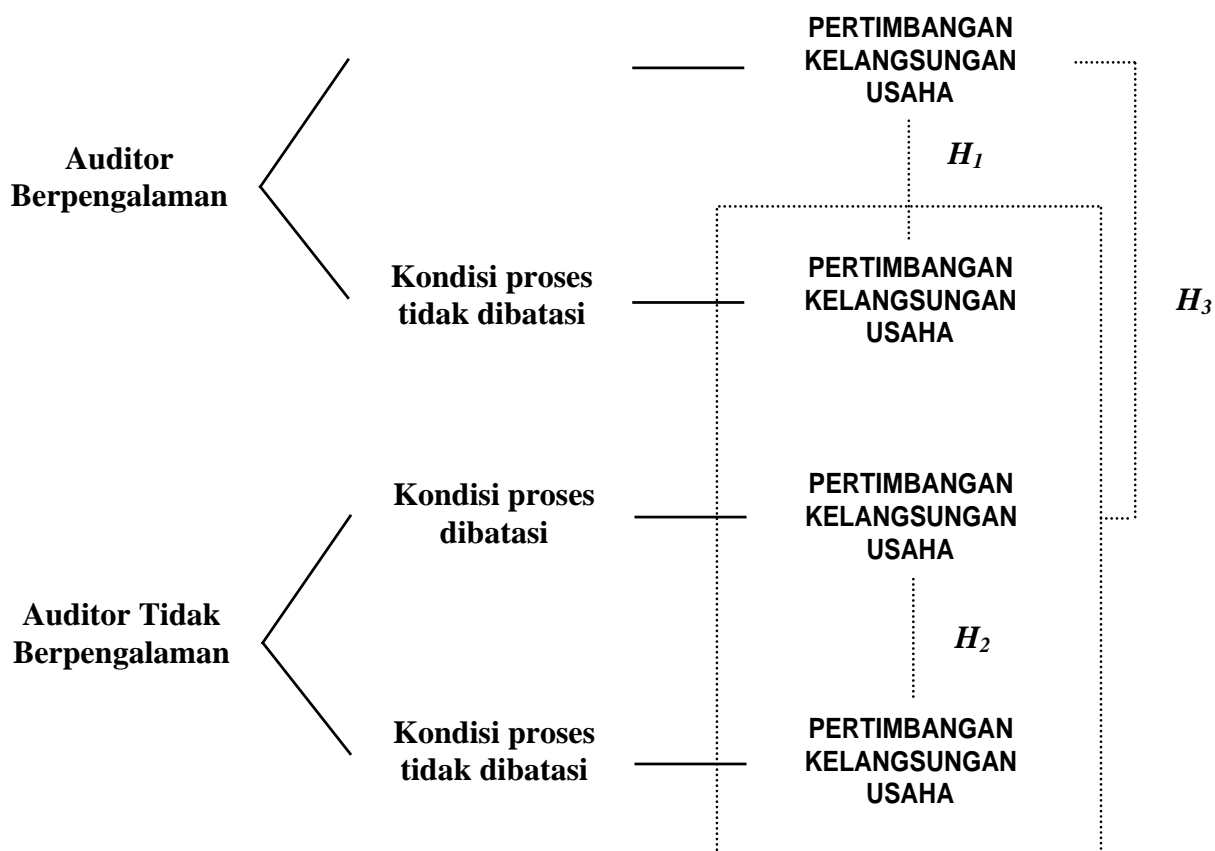 PERTIMBANGAN
KELANGSUNGAN
USAHA
H1
Auditor
Berpengalaman
Kondisi proses
tidak dibatasi
PERTIMBANGAN
KELANGSUNGAN
USAHA
H3
Kondisi proses
dibatasi
PERTIMBANGAN
KELANGSUNGAN
USAHA
Auditor Tidak
Berpengalaman
H2
Kondisi proses
tidak dibatasi
PERTIMBANGAN
KELANGSUNGAN
USAHA